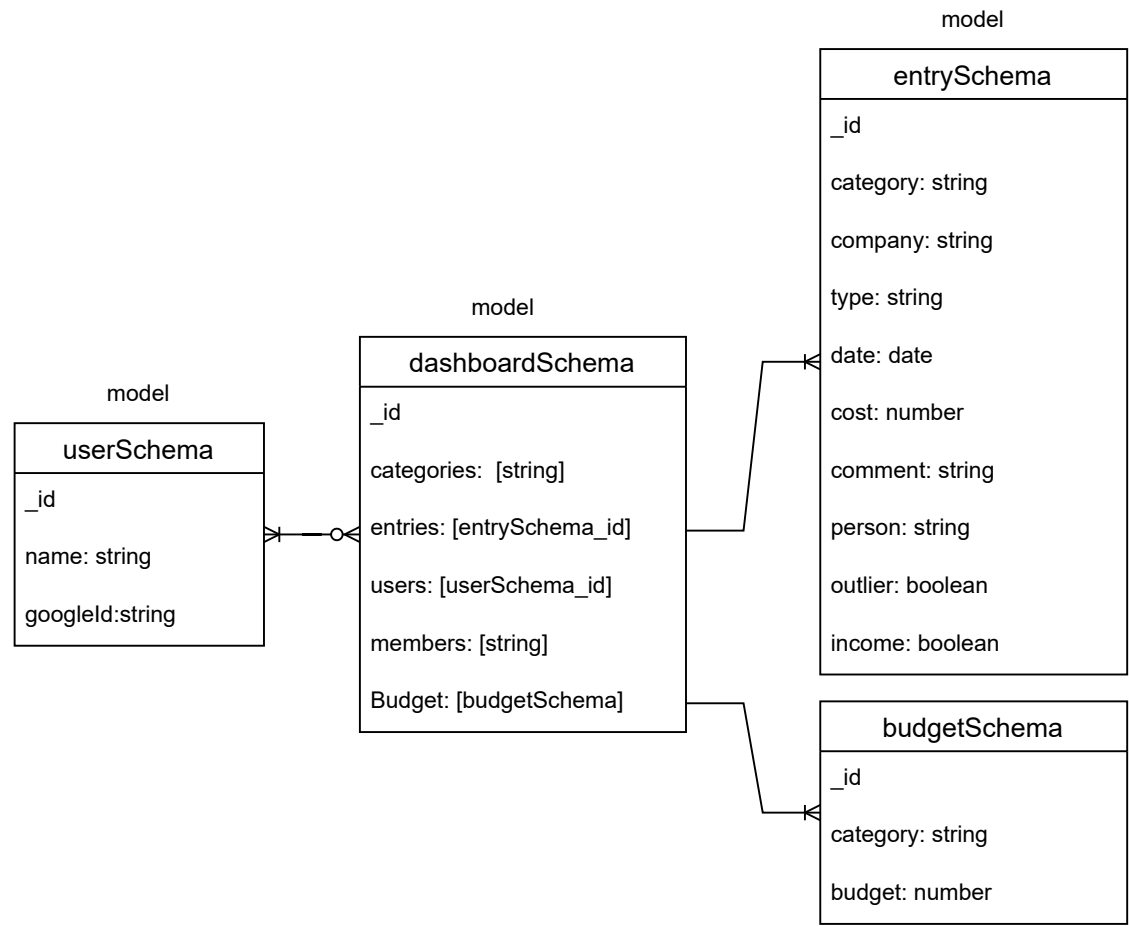 model
userSchema
_id
name: string
googleId:string
model
dashboardSchema
_id
categories:  [string]
entries: [entrySchema_id]
users: [userSchema_id]
members: [string]
Budget: [budgetSchema]
model
entrySchema
_id
category: string
company: string
type: string
date: date
cost: number
comment: string
person: string
outlier: boolean
income: boolean
budgetSchema
_id
category: string
budget: number